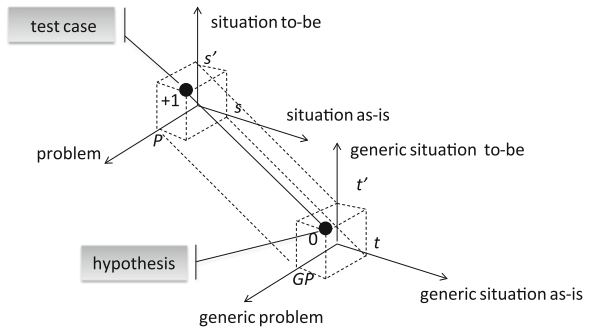 situation to-be
test case
s’
+1
s
situation as-is
P
problem
generic situation to-be
t’
0
t
hypothesis
GP
generic situation as-is
generic problem